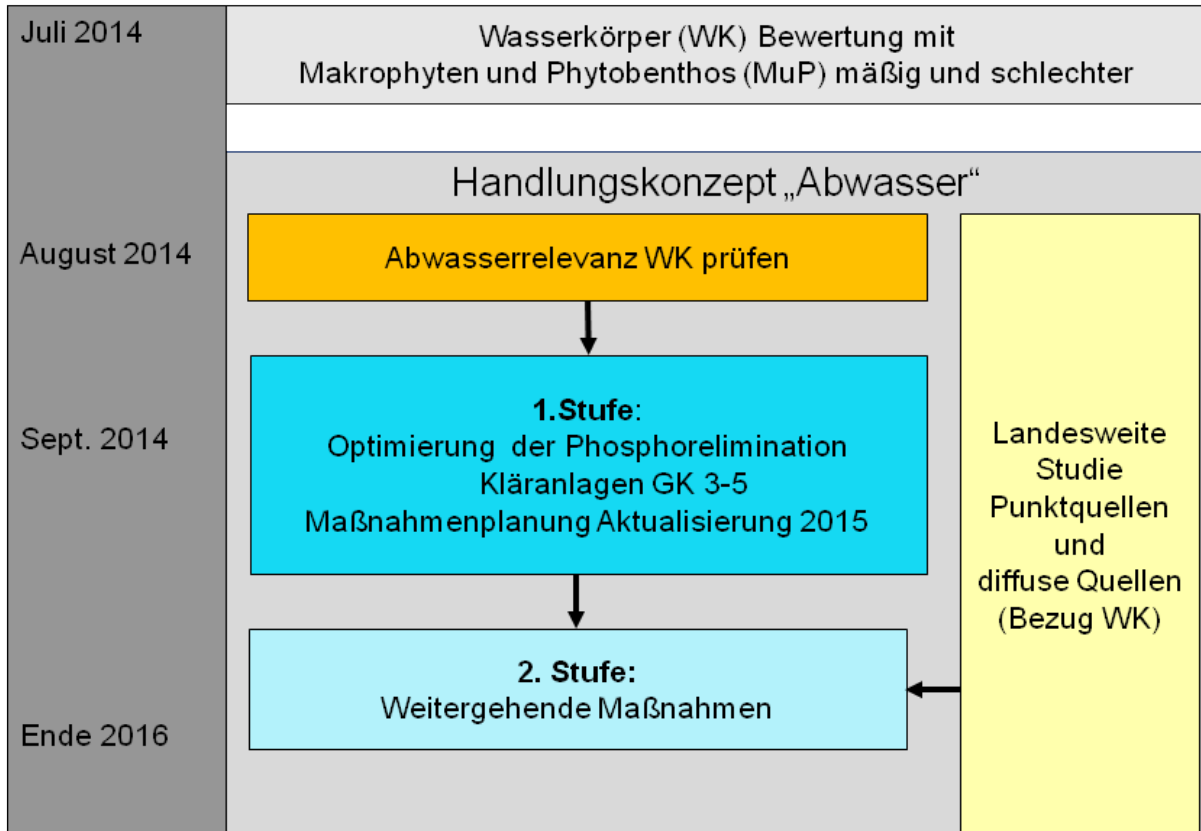 Juli 2014
Wasserkörper (WK) Bewertung mit
Makrophyten und Phytobenthos (MuP) mäßig und schlechter
Handlungskonzept „Abwasser“
August 2014
Abwasserrelevanz WK prüfen
Sept. 2014
1.Stufe:
Optimierung der Phosphorelimination
Kläranlagen GK 3-5
Maßnahmenplanung Aktualisierung 2015
Landesweite
Studie
Punktquellen
und
diffuse Quellen
(Bezug WK)
2. Stufe:
Weitergehende Maßnahmen
Ende 2016